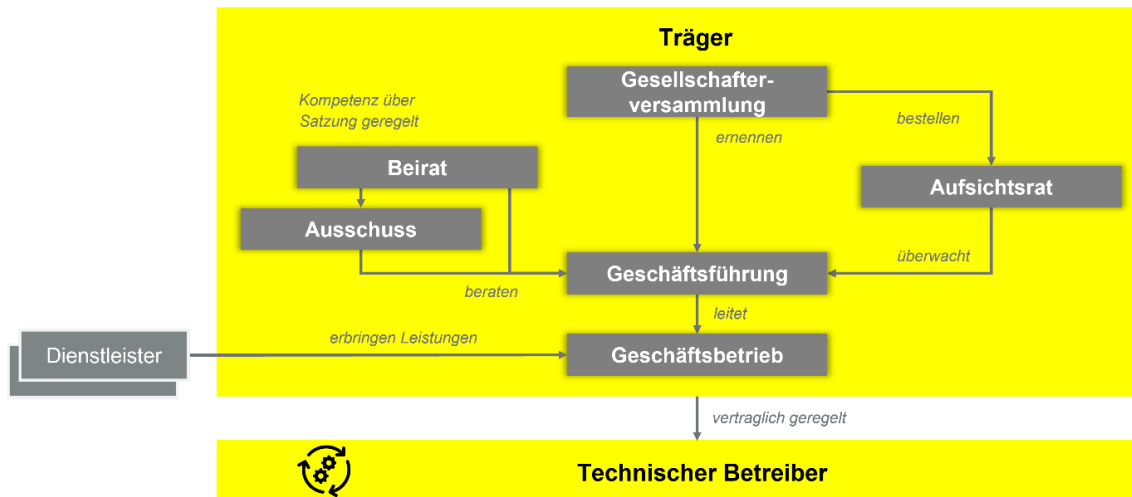 Träger
Gesellschafter-
versammlung
Kompetenz über
Satzung geregelt
bestellen
ernennen
Beirat
Aufsichtsrat
Ausschuss
Geschäftsführung
überwacht
beraten
leitet
erbringen Leistungen
Dienstleister
Geschäftsbetrieb
vertraglich geregelt
Technischer Betreiber